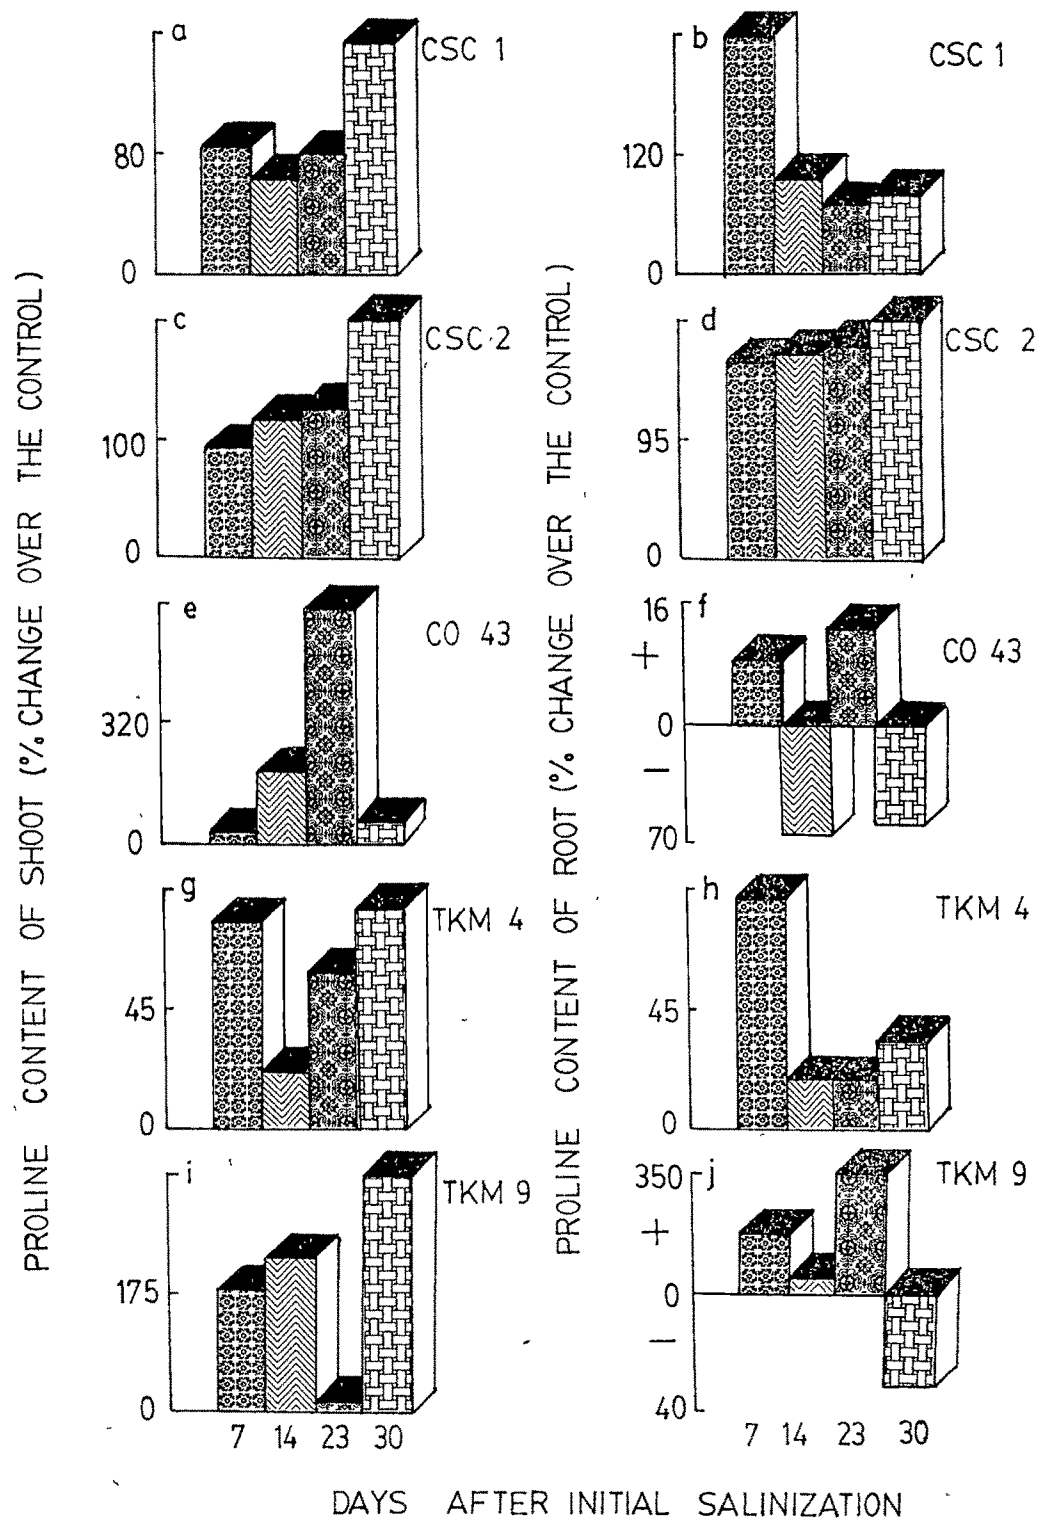 PROLINE CONTENT OF SHOOT (% CHANGE OVER THE CONTROL)
a
CSC 1
80
0
c
CSC 2
100
0
e
CO 43
320
0
g
TKM 4
45
0
i
TKM 9
175
0
7 14 23 30
PROLINE CONTENT OF ROOT (% CHANGE OVER THE CONTROL)
b
CSC 1
120
0
d
CSC 2
95
0
f
CO 43
16
+
0
–
70
h
TKM 4
45
0
j
TKM 9
350
+
0
–
40
7 14 23 30
DAYS AFTER INITIAL SALINIZATION